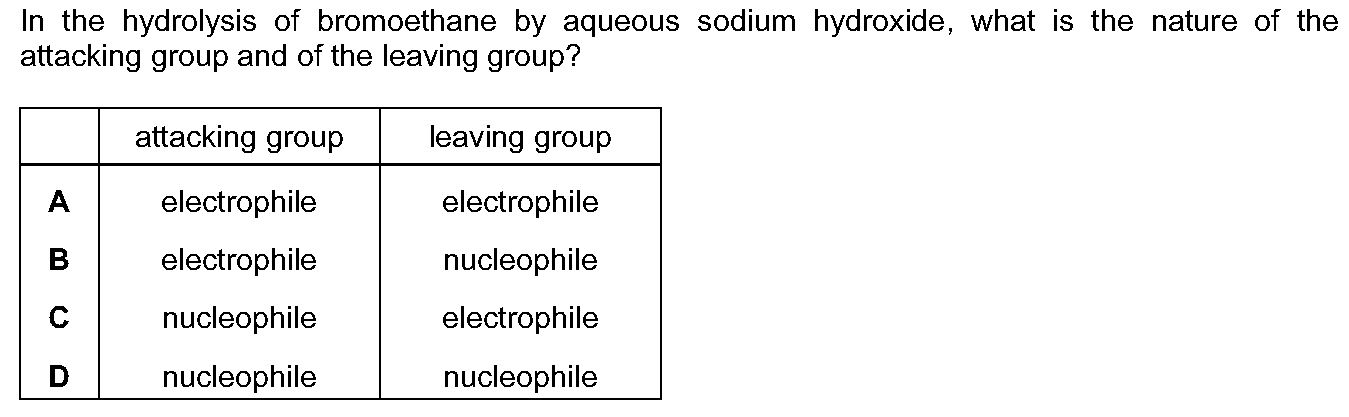 In the hydrolysis of bromoethane by aqueous sodium hydroxide, what is the nature of the
attacking group and of the leaving group?
attacking group leaving group
A electrophile electrophile
B electrophile nucleophile
C nucleophile electrophile
D nucleophile nucleophile